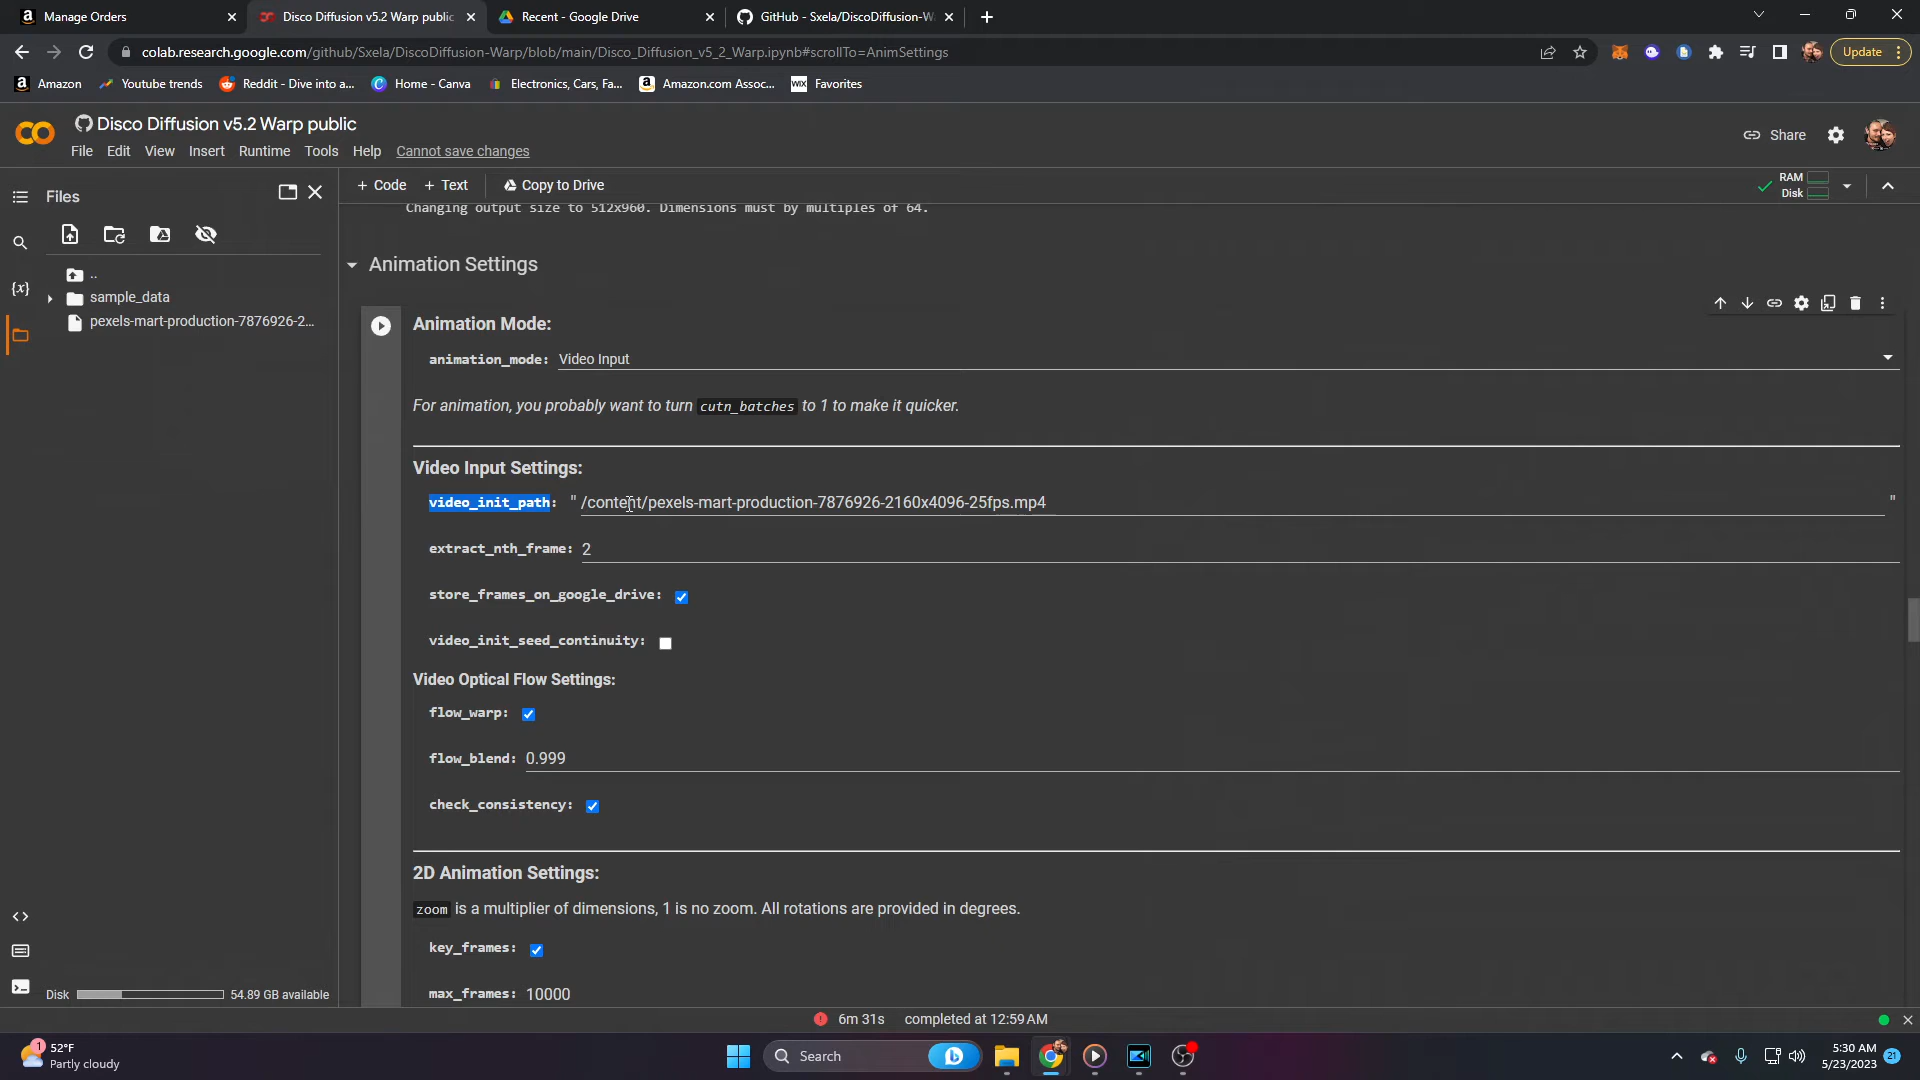 Manage Orders
Disco Diffusion v5.2 Warp public
Recent - Google Drive
GitHub - Sxela/DiscoDiffusion-W
colab.research.google.com/github/Sxela/DiscoDiffusion-Warp/blob/main/Disco_Diffusion_v5_2_Warp.ipynb#scrollTo=AnimSettings
Update
Amazon
Youtube trends
Reddit - Dive into a...
Home - Canva
Electronics, Cars, Fa...
Amazon.com Assoc...
WIX Favorites
Disco Diffusion v5.2 Warp public
File Edit View Insert Runtime Tools Help Cannot save changes
Share
Files
+ Code + Text Copy to Drive
RAM
Disk
Changing output size to 512x960. Dimensions must by multiples of 64.
..
sample_data
pexels-mart-production-7876926-2...
{x}
Animation Settings
Animation Mode:
animation_mode: Video Input
For animation, you probably want to turn cutn_batches to 1 to make it quicker.
Video Input Settings:
video_init_path: " /content/pexels-mart-production-7876926-2160x4096-25fps.mp4 "
extract_nth_frame: 2
store_frames_on_google_drive:
video_init_seed_continuity:
Video Optical Flow Settings:
flow_warp:
flow_blend: 0.999
check_consistency:
2D Animation Settings:
zoom is a multiplier of dimensions, 1 is no zoom. All rotations are provided in degrees.
key_frames:
max_frames: 10000
Disk 54.89 GB available
6m 31s completed at 12:59 AM
1
52°F
Partly cloudy
Search
5:30 AM
5/23/2023
21